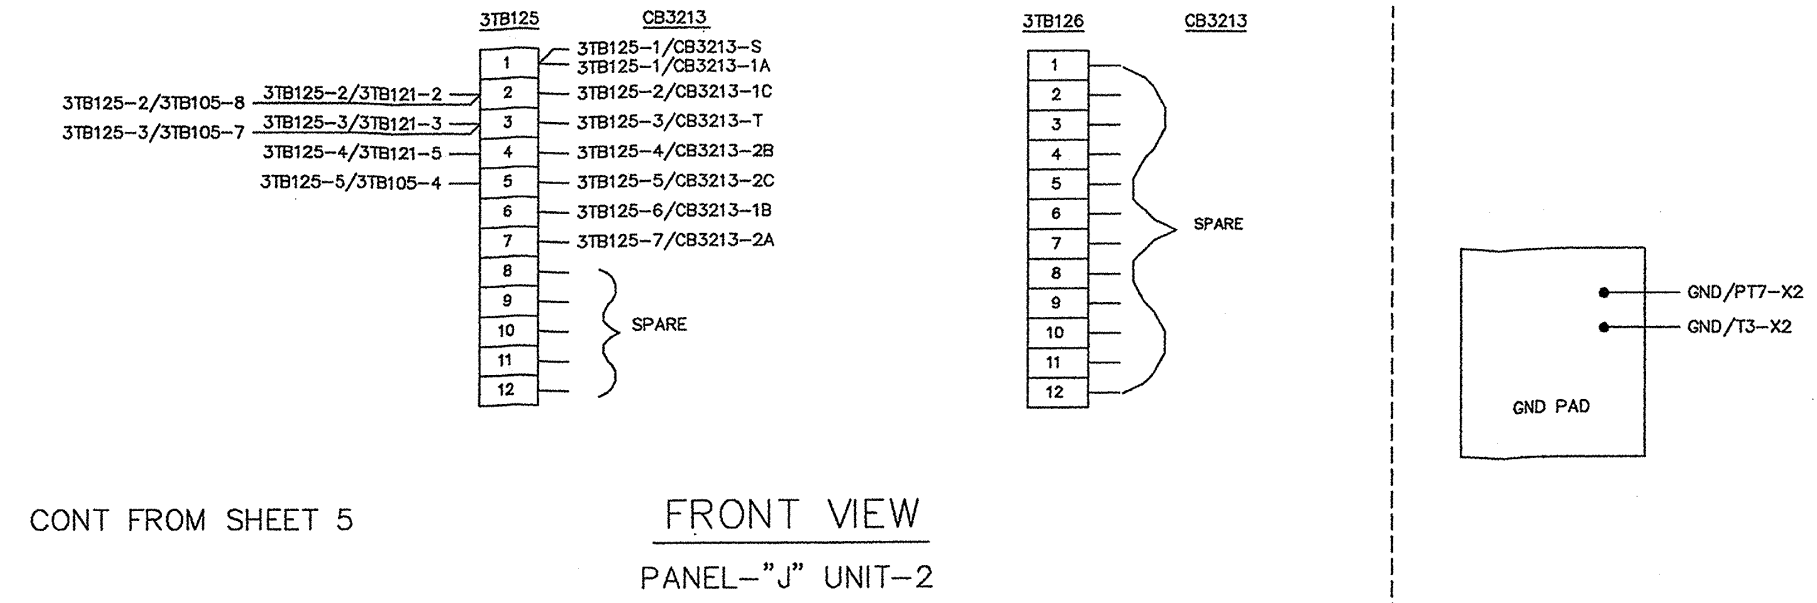 3TB125
CB3213
3TB125-1/CB3213-S
1
3TB125-1/CB3213-1A
3TB125-2/3TB105-8
3TB125-2/3TB121-2
2
3TB125-2/CB3213-1C
3TB125-3/3TB105-7
3TB125-3/3TB121-3
3
3TB125-3/CB3213-T
3TB125-4/3TB121-5
4
3TB125-4/CB3213-2B
3TB125-5/3TB105-4
5
3TB125-5/CB3213-2C
6
3TB125-6/CB3213-1B
7
3TB125-7/CB3213-2A
8
9
10
SPARE
11
12
3TB126
CB3213
1
2
3
4
5
6
SPARE
7
8
9
10
11
12
GND/PT7-X2
GND/T3-X2
GND PAD
CONT FROM SHEET 5
FRONT VIEW
PANEL-"J" UNIT-2